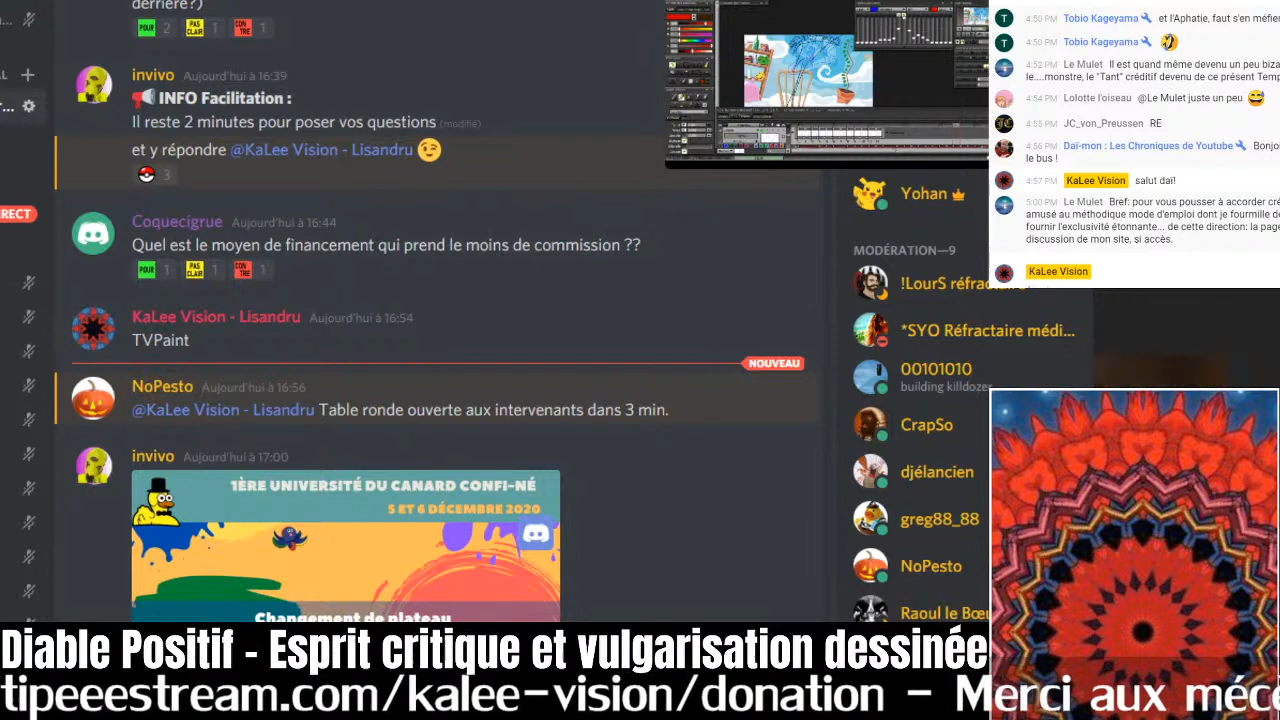 derrière?)
POUR 2 PAS CLAIR 1 CON TRE 1
invivo Aujourd'hui à 16:39
INFO Facilitation :
Il reste 2 minutes pour poser vos questions (modifié)
et y répondre @KaLee Vision - Lisandru
3
RECT
Coquecigrue Aujourd'hui à 16:44
Quel est le moyen de financement qui prend le moins de commission ??
POUR 1 PAS CLAIR 1 CON TRE 1
KaLee Vision - Lisandru Aujourd'hui à 16:54
TVPaint
NOUVEAU
NoPesto Aujourd'hui à 16:56
@KaLee Vision - Lisandru Table ronde ouverte aux intervenants dans 3 min.
invivo Aujourd'hui à 17:00
1ÈRE UNIVERSITÉ DU CANARD CONFI-NÉ
5 ET 6 DÉCEMBRE 2020
Changement de plateau
Yohan
MODÉRATION—9
!LourS réfractaire
*SYO Réfractaire médi...
00101010
building killdozer
CrapSo
djélancien
greg88_88
NoPesto
Raoul le Bœu
T 4:50 PM Tobio Kageyama et l'Aphatie, faut s'en méfie
T 4:50 PM Tobio Kageyama
4:52 PM Le Mulet Il est quand même devenu un peu biza
le....monstre, le "Tant" créditif devenu de ce présent Temp
4:54 PM Lolotte l'oiseau @Le Mulet juste un peu
4:55 PM JC_von_Preussen RE
4:56 PM Daï-mon : Les Chroniques de Youtube Bonjo
le bus !
4:57 PM KaLee Vision salut daï!
5:00 PM Le Mulet Bref: pour vous pousser à accorder cré
amusé au méthodique mode d'emploi dont je fourmille d
fournir l'exclusivité étonnante... de cette direction: la page
discussion de mon site, si accès.
KaLee Vision
Diable Positif - Esprit critique et vulgarisation dessinée
tipeeestream.com/kalee-vision/donation - Merci aux mécè